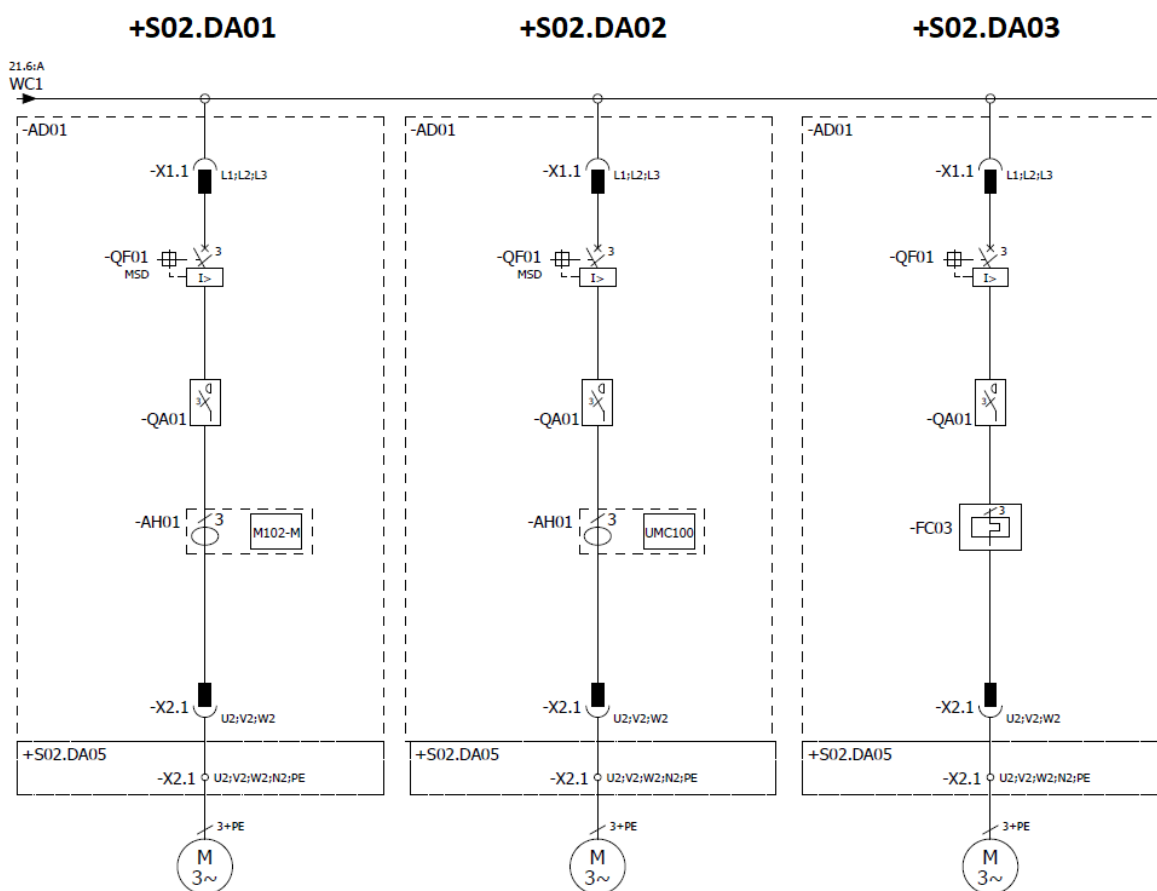 +S02.DA01 +S02.DA02 +S02.DA03
21.6:A
WC1
-AD01 -AD01 -AD01
-X1.1 L1;L2;L3 -X1.1 L1;L2;L3 -X1.1 L1;L2;L3
-QF01 3 -QF01 3 -QF01 3
MSD I> MSD I> I>
3 3 3
-QA01 -QA01 -QA01
-AH01 3 -AH01 3 3
M102-M UMC100 -FC03
-X2.1 U2;V2;W2 -X2.1 U2;V2;W2 -X2.1 U2;V2;W2
+S02.DA05 +S02.DA05 +S02.DA05
-X2.1 U2;V2;W2;N2;PE -X2.1 U2;V2;W2;N2;PE -X2.1 U2;V2;W2;N2;PE
3+PE 3+PE 3+PE
M M M
3~ 3~ 3~